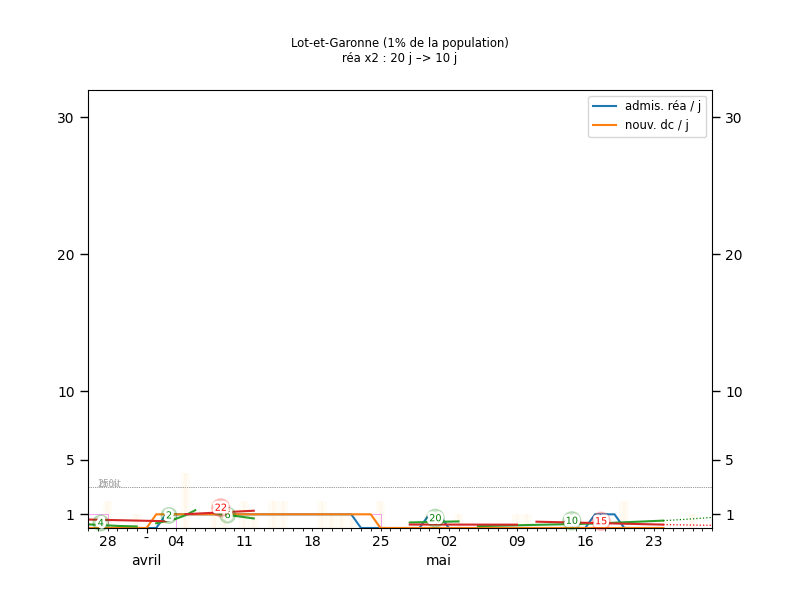 Lot-et-Garonne (1% de la population)
réa x2 : 20 j –> 10 j
admis. réa / j
nouv. dc / j
30 30
20 20
10 10
5 5
1 1
4 2 22 6 20 10 15
28 04 11 18 25 02 09 16 23
avril mai